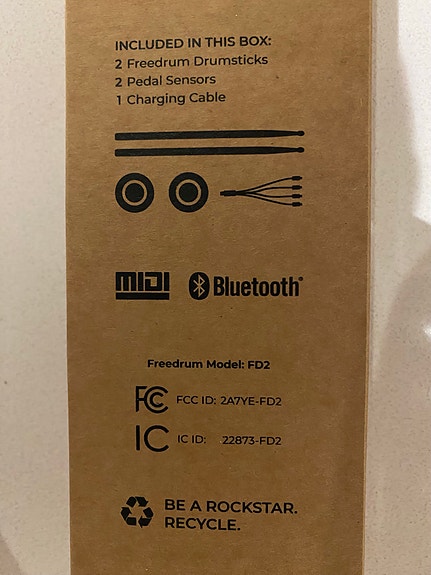 INCLUDED IN THIS BOX:
2 Freedrum Drumsticks
2 Pedal Sensors
1 Charging Cable
MIDI Bluetooth®
Freedrum Model: FD2
FC FCC ID: 2A7YE-FD2
IC IC ID: 22873-FD2
BE A ROCKSTAR.
RECYCLE.